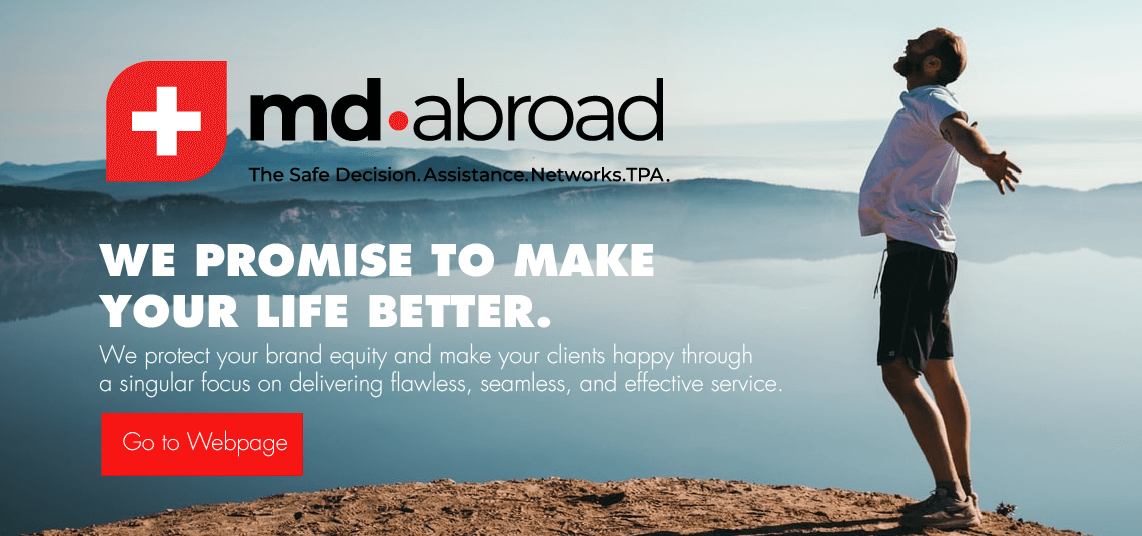 md·abroad
The Safe Decision.Assistance.Networks.TPA.
WE PROMISE TO MAKE
YOUR LIFE BETTER.
We protect your brand equity and make your clients happy through
a singular focus on delivering flawless, seamless, and effective service.
Go to Webpage